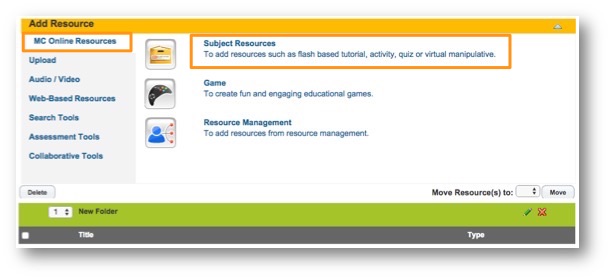 Add Resource
MC Online Resources
Upload
Audio / Video
Web-Based Resources
Search Tools
Assessment Tools
Collaborative Tools
Subject Resources
To add resources such as flash based tutorial, activity, quiz or virtual manipulative.
Game
To create fun and engaging educational games.
Resource Management
To add resources from resource management.
Delete
Move Resource(s) to: Move
1 New Folder
Title Type